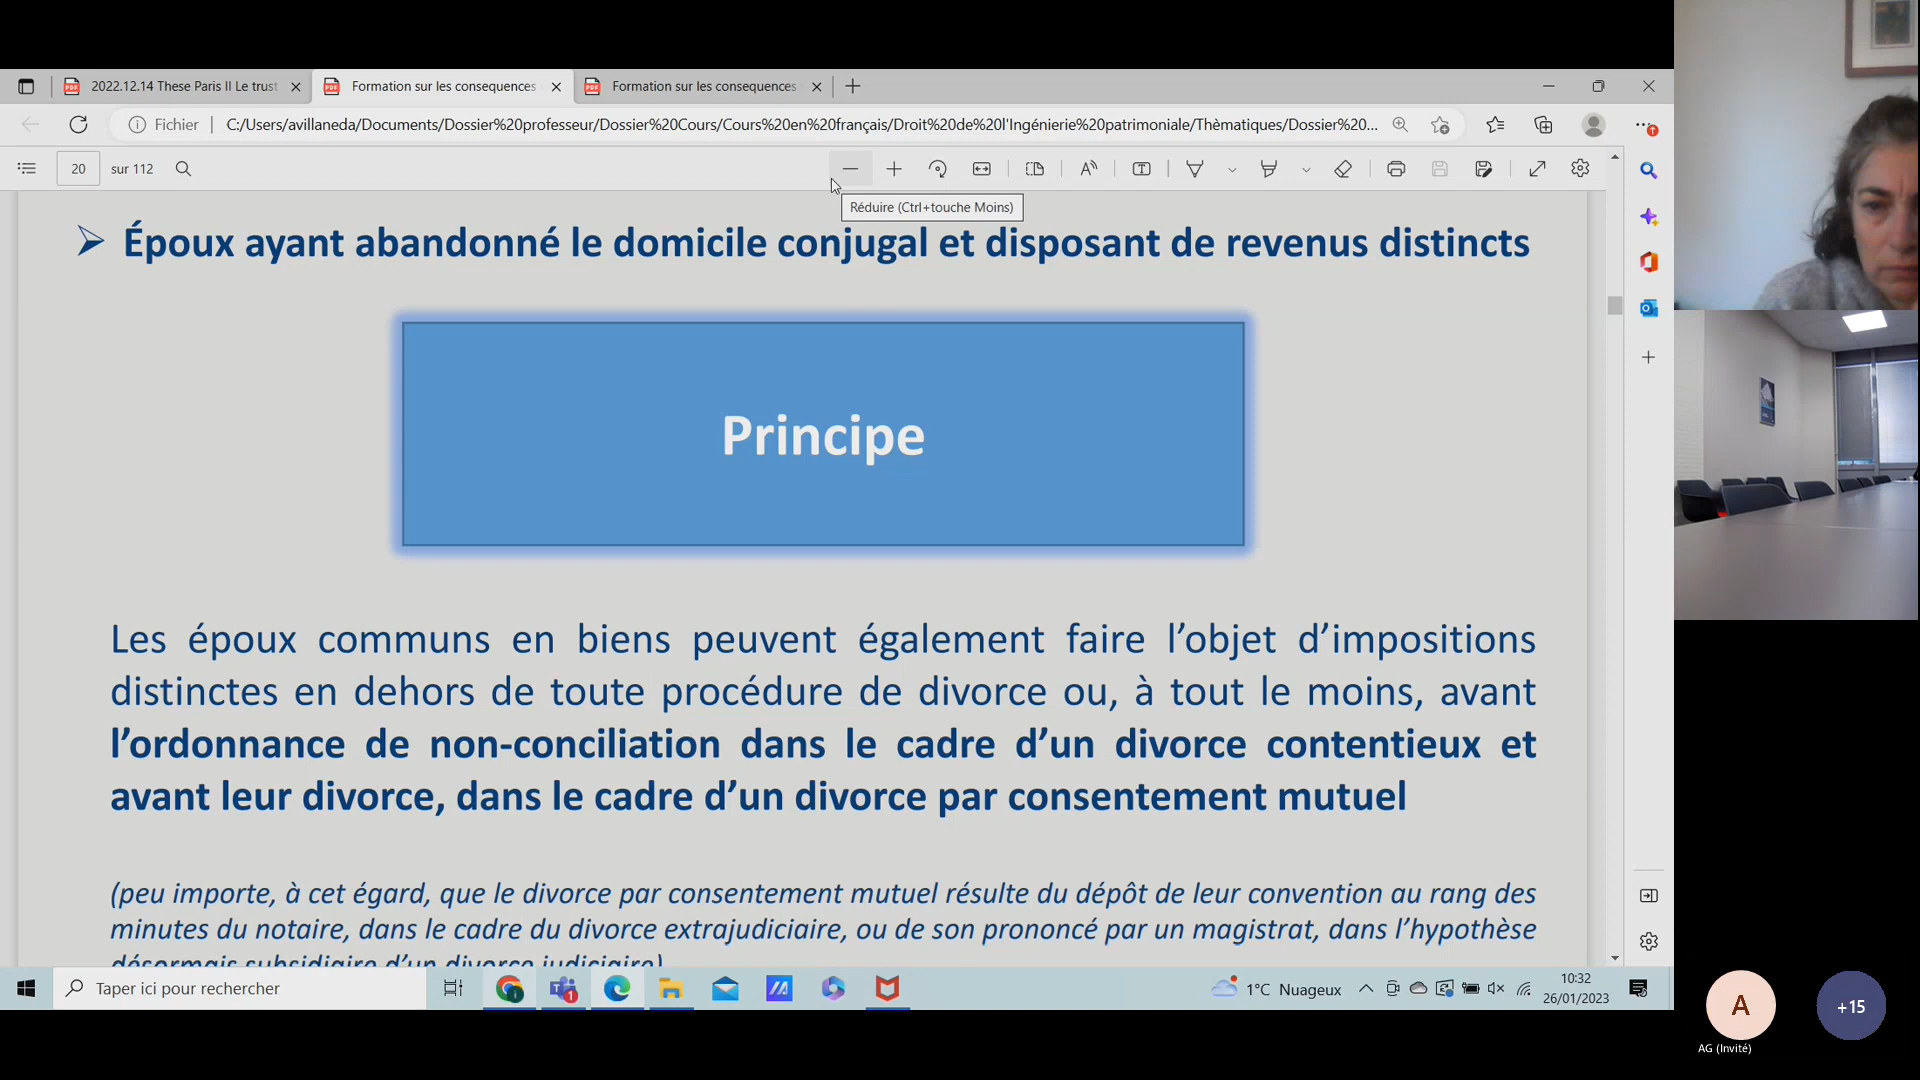 2022.12.14 These Paris II Le trust
Formation sur les consequences
Formation sur les consequences
Fichier
C:/Users/avillaneda/Documents/Dossier%20professeur/Dossier%20Cours/Cours%20en%20français/Droit%20de%20l'Ingénierie%20patrimoniale/Thèmatiques/Dossier%20...
20
sur 112
Réduire (Ctrl+touche Moins)
Époux ayant abandonné le domicile conjugal et disposant de revenus distincts
Principe
Les époux communs en biens peuvent également faire l’objet d’impositions
distinctes en dehors de toute procédure de divorce ou, à tout le moins, avant
l’ordonnance de non-conciliation dans le cadre d’un divorce contentieux et
avant leur divorce, dans le cadre d’un divorce par consentement mutuel
(peu importe, à cet égard, que le divorce par consentement mutuel résulte du dépôt de leur convention au rang des
minutes du notaire, dans le cadre du divorce extrajudiciaire, ou de son prononcé par un magistrat, dans l’hypothèse
désormais subsidiaire d’un divorce judiciaire)
Taper ici pour rechercher
1°C Nuageux
10:32
26/01/2023
A
+15
AG (Invité)